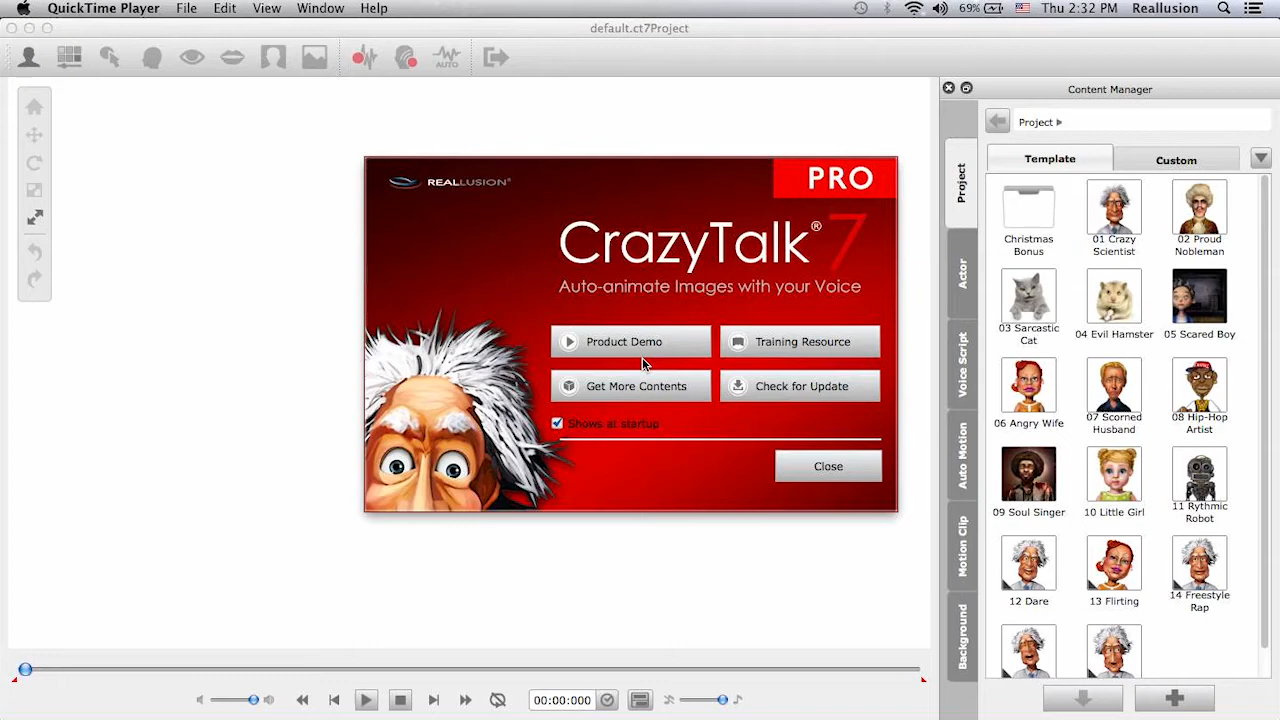 QuickTime Player File Edit View Window Help 69% Thu 2:32 PM Reallusion
default.ct7Project
AUTO
Content Manager
Project
Template Custom
Project
Actor
Voice Script
Auto Motion
Motion Clip
Background
Christmas Bonus
01 Crazy Scientist
02 Proud Nobleman
03 Sarcastic Cat
04 Evil Hamster
05 Scared Boy
06 Angry Wife
07 Scorned Husband
08 Hip-Hop Artist
09 Soul Singer
10 Little Girl
11 Rythmic Robot
12 Dare
13 Flirting
14 Freestyle Rap
REALLUSION®
PRO
CrazyTalk® 7
Auto-animate Images with your Voice
Product Demo
Training Resource
Get More Contents
Check for Update
Shows at startup
Close
00:00:000